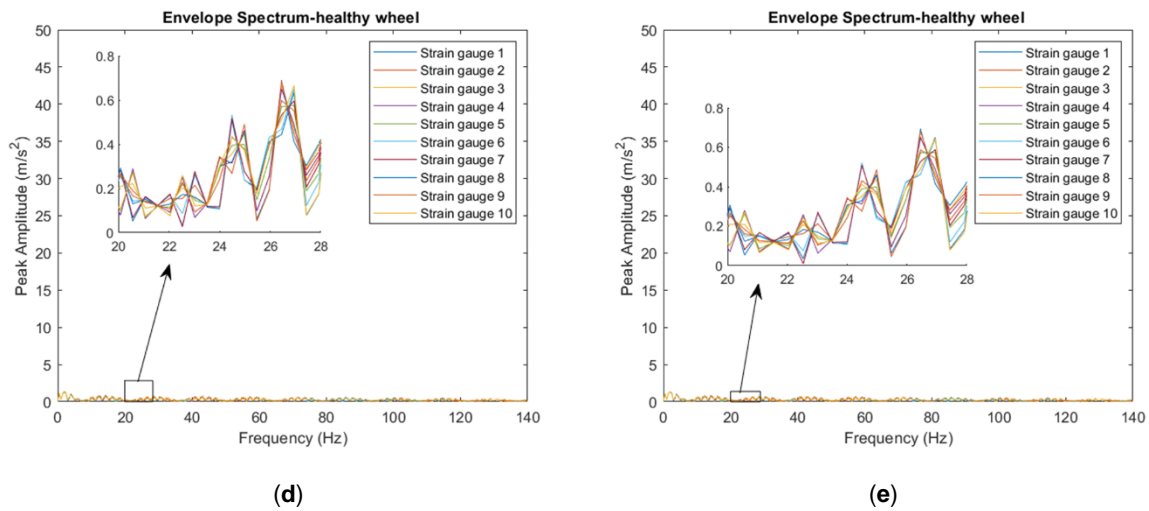 Envelope Spectrum-healthy wheel
50
45
40
35
30
25
20
15
10
5
0
Peak Amplitude (m/s²)
0.8
0.6
0.4
0.2
0
20 22 24 26 28
Strain gauge 1
Strain gauge 2
Strain gauge 3
Strain gauge 4
Strain gauge 5
Strain gauge 6
Strain gauge 7
Strain gauge 8
Strain gauge 9
Strain gauge 10
0 20 40 60 80 100 120 140
Frequency (Hz)
(d)
Envelope Spectrum-healthy wheel
50
45
40
35
30
25
20
15
10
5
0
Peak Amplitude (m/s²)
0.8
0.6
0.4
0.2
0
20 22 24 26 28
Strain gauge 1
Strain gauge 2
Strain gauge 3
Strain gauge 4
Strain gauge 5
Strain gauge 6
Strain gauge 7
Strain gauge 8
Strain gauge 9
Strain gauge 10
0 20 40 60 80 100 120 140
Frequency (Hz)
(e)